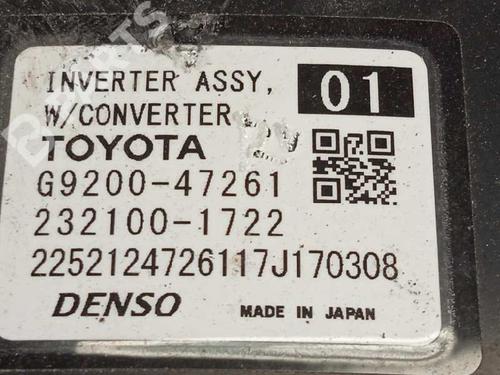 INVERTER ASSY,
01
W/CONVERTER
TOYOTA
G9200-47261
232100-1722
2252124726117J170308
DENSO
MADE IN JAPAN